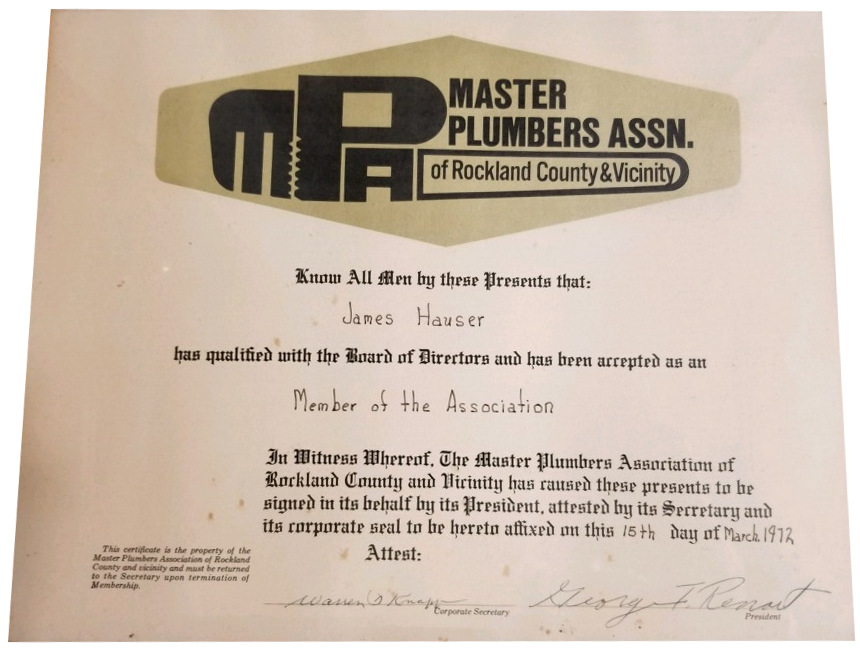 MPA
MASTER
PLUMBERS ASSN.
of Rockland County & Vicinity
Know All Men by these Presents that:
James Hauser
has qualified with the Board of Directors and has been accepted as an
Member of the Association
In Witness Whereof, The Master Plumbers Association of
Rockland County and Vicinity has caused these presents to be
signed in its behalf by its President, attested by its Secretary and
its corporate seal to be hereto affixed on this 15th day of March, 1972
Attest:
This certificate is the property of the
Master Plumbers Association of Rockland
County and vicinity and must be returned
to the Secretary upon termination of
Membership.
Warren Knapp
Corporate Secretary
George F. Renart
President